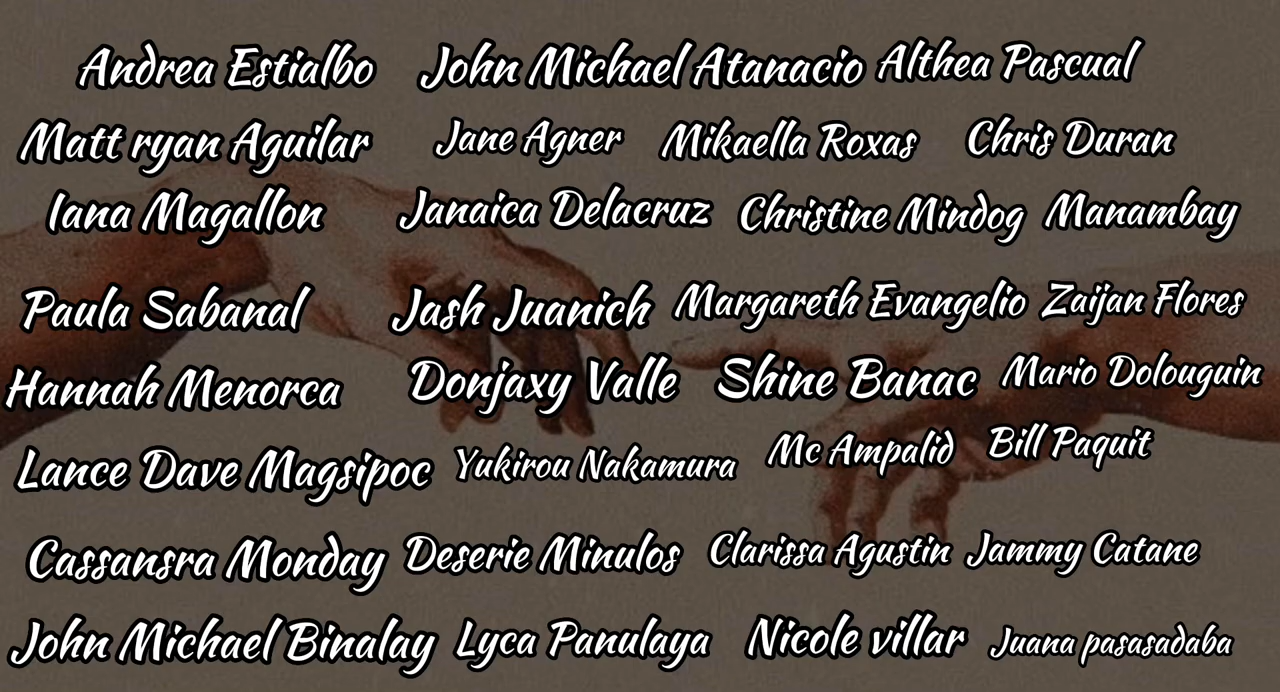 Andrea Estialbo John Michael Atanacio Althea Pascual
Matt ryan Aguilar Jane Agner Mikaella Roxas Chris Duran
Iana Magallon Janaica Delacruz Christine Mindog Manambay
Paula Sabanal Jash Juanich Margareth Evangelio Zaijan Flores
Hannah Menorca Donjaxy Valle Shine Banac Mario Dolouguin
Lance Dave Magsipoc Yukirou Nakamura Mc Ampalid Bill Paquit
Cassansra Monday Deserie Minulos Clarissa Agustin Jammy Catane
John Michael Binalay Lyca Panulaya Nicole villar Juana pasasadaba